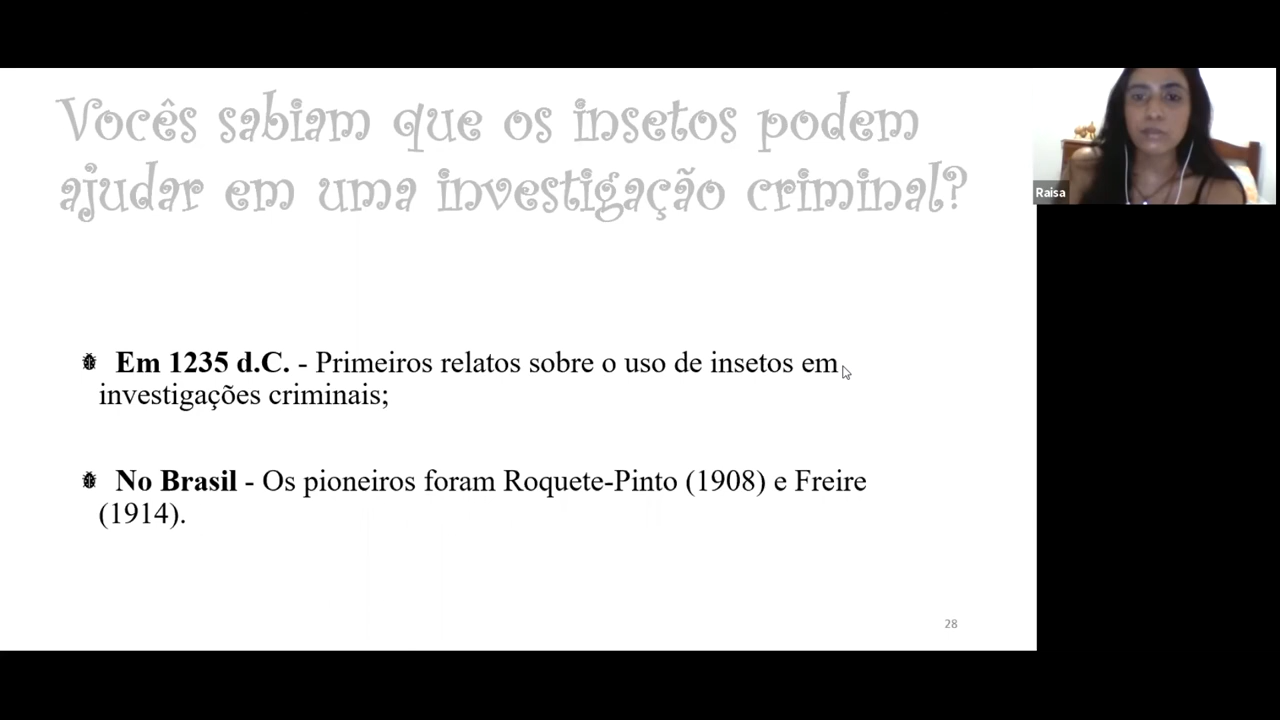 Vocês sabiam que os insetos podem
ajudar em uma investigação criminal?
Raisa
Em 1235 d.C. - Primeiros relatos sobre o uso de insetos em
investigações criminais;
No Brasil - Os pioneiros foram Roquete-Pinto (1908) e Freire
(1914).
28